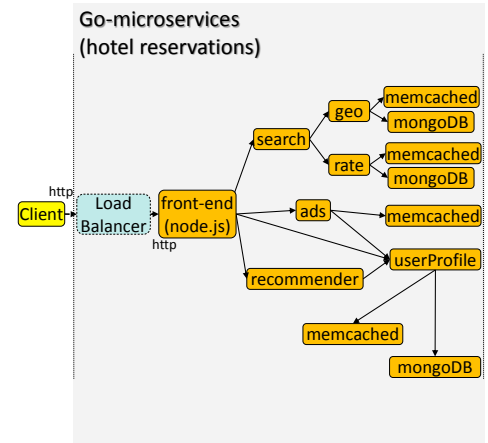 Go-microservices
(hotel reservations)
memcached
geo
mongoDB
search
memcached
rate
mongoDB
http
Client
Load
Balancer
http
front-end
(node.js)
ads
memcached
userProfile
recommender
memcached
mongoDB